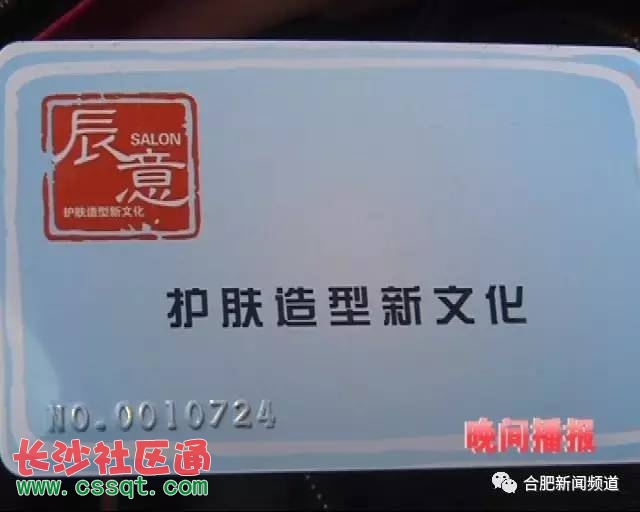 辰意
SALON
护肤造型新文化
护肤造型新文化
NO.0010724
晚间播报
长沙社区通
www.cssqt.com
合肥新闻频道